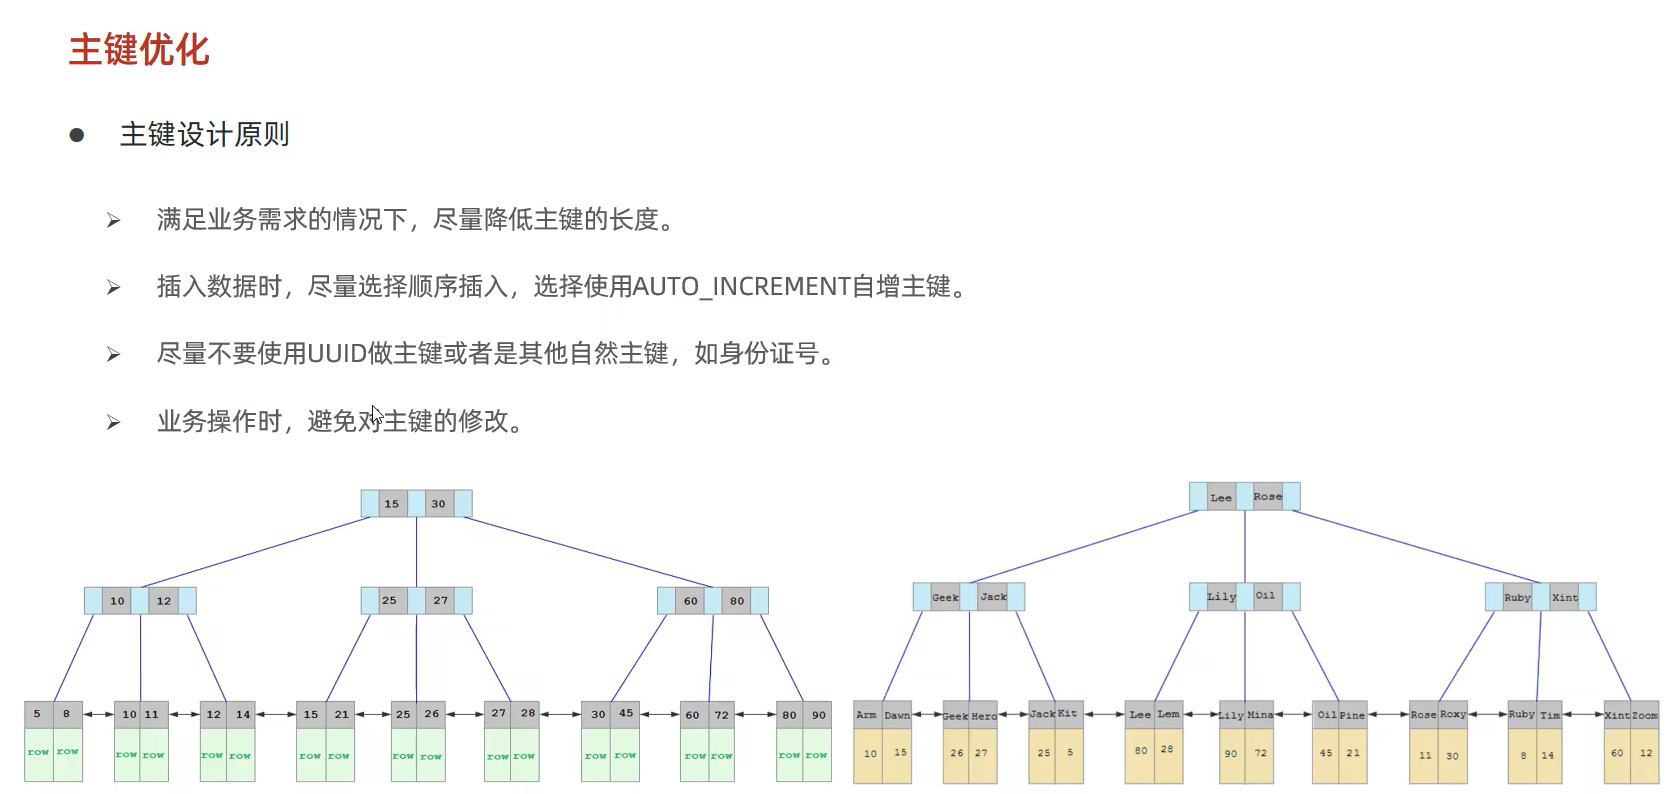 主键优化
主键设计原则
满足业务需求的情况下，尽量降低主键的长度。
插入数据时，尽量选择顺序插入，选择使用AUTO_INCREMENT自增主键。
尽量不要使用UUID做主键或者是其他自然主键，如身份证号。
业务操作时，避免对主键的修改。
15 30
10 12 25 27 60 80
5 8 10 11 12 14 15 21 25 26 27 28 30 45 60 72 80 90
row row row row row row row row row row row row row row row row row row
Lee Rose
Geek Jack Lily Oil Ruby Xint
Arm Dawn Geek Hero Jack Kit Lee Lem Lily Mina Oil Pine Rose Roxy Ruby Tim Xint Zoom
10 15 26 27 25 5 80 28 90 72 45 21 11 30 8 14 60 12